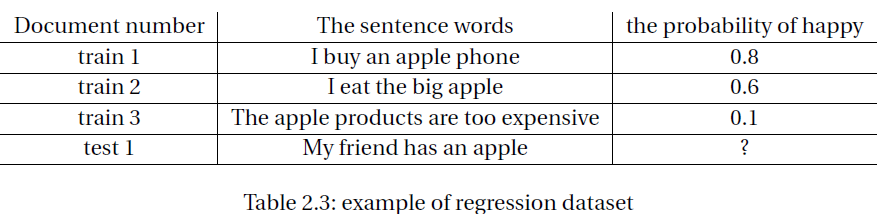 Document number The sentence words the probability of happy
train 1 I buy an apple phone 0.8
train 2 I eat the big apple 0.6
train 3 The apple products are too expensive 0.1
test 1 My friend has an apple ?
Table 2.3: example of regression dataset